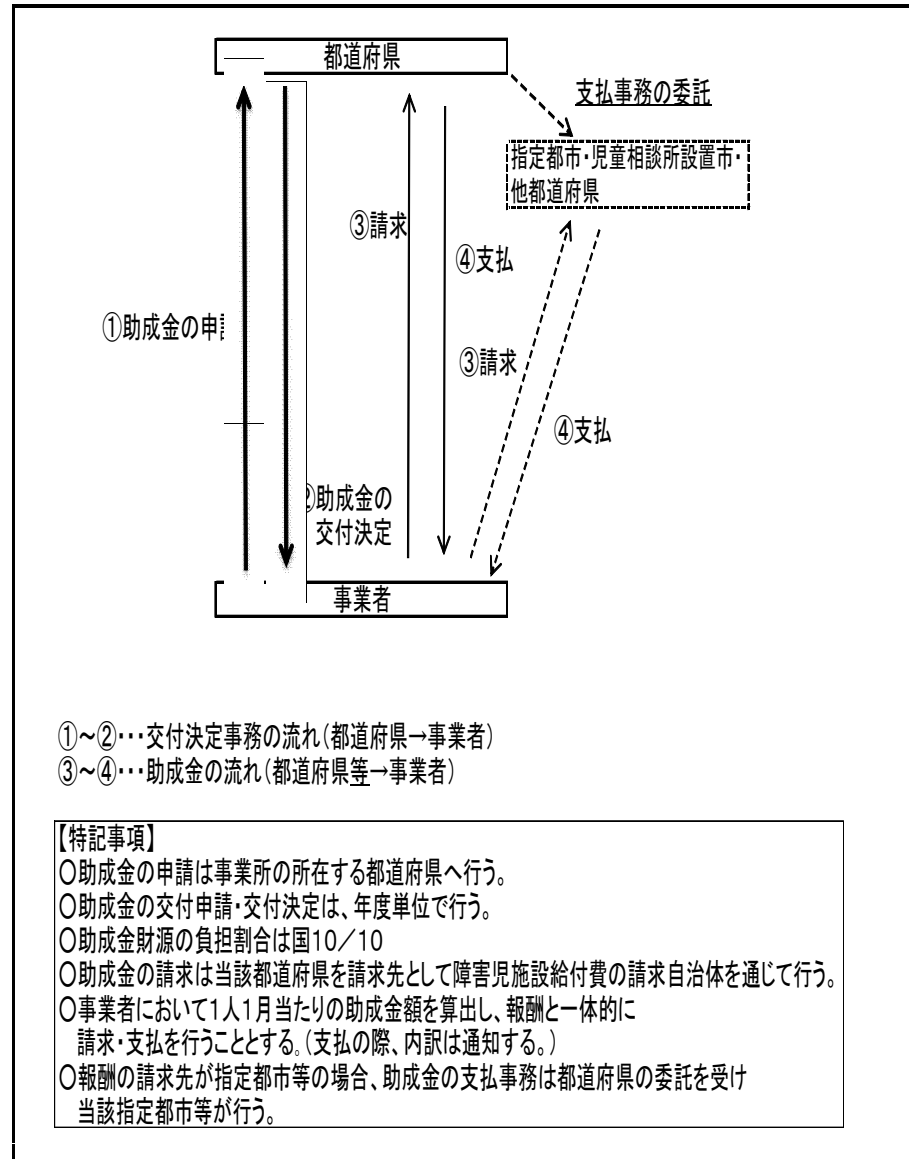 都道府県
支払事務の委託
指定都市・児童相談所設置市・
他都道府県
③請求
④支払
①助成金の申
③請求
④支払
助成金の
交付決定
事業者
①~②・・・交付決定事務の流れ(都道府県→事業者)
③~④・・・助成金の流れ(都道府県等→事業者)
【特記事項】
○助成金の申請は事業所の所在する都道府県へ行う。
○助成金の交付申請・交付決定は、年度単位で行う。
○助成金財源の負担割合は国10/10
○助成金の請求は当該都道府県を請求先として障害児施設給付費の請求自治体を通じて行う。
○事業者において1人1月当たりの助成金額を算出し、報酬と一体的に
請求・支払を行うこととする。(支払の際、内訳は通知する。)
○報酬の請求先が指定都市等の場合、助成金の支払事務は都道府県の委託を受け
当該指定都市等が行う。